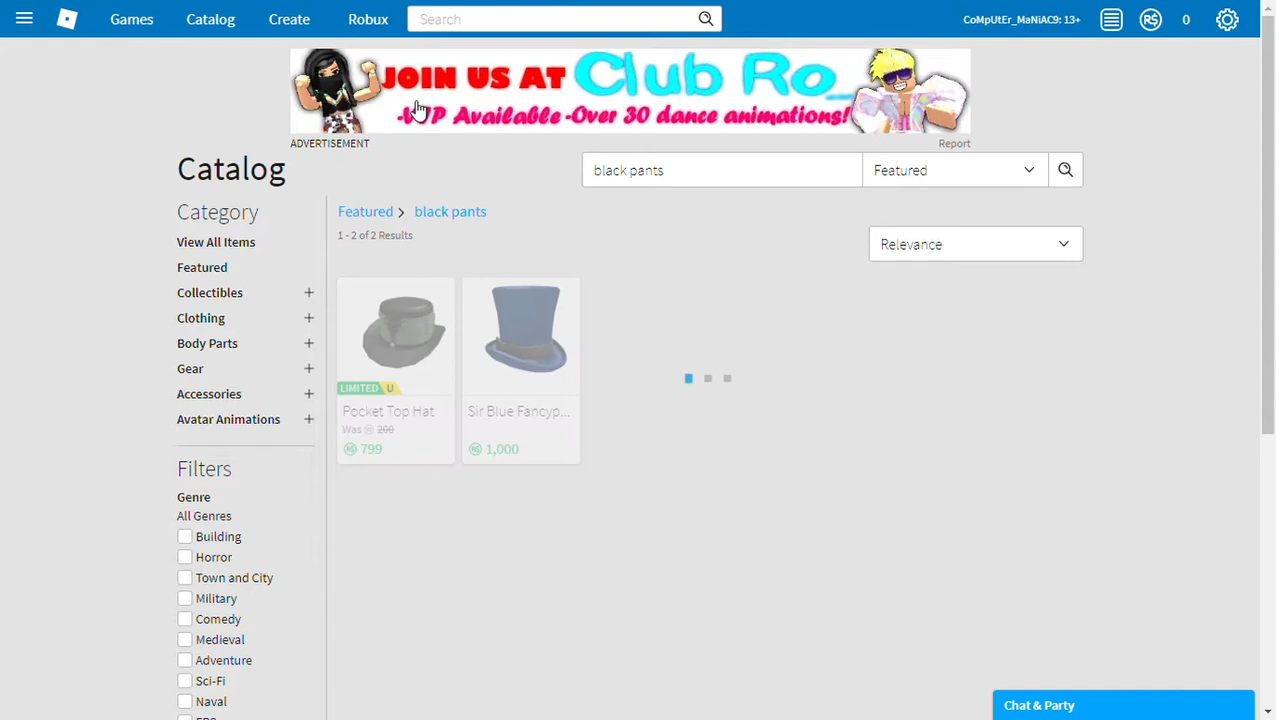 Games
Catalog
Create
Robux
Search
CoMpUtEr_MaNiAC9: 13+
R$
0
JOIN US AT Club Ro_
Available -Over 30 dance animations!
ADVERTISEMENT
Report
Catalog
black pants
Featured
Category
Featured
black pants
1 - 2 of 2 Results
Relevance
View All Items
Featured
Collectibles +
Clothing +
Body Parts +
Gear +
Accessories +
Avatar Animations +
LIMITED U
Pocket Top Hat
Was 200
R$ 799
Sir Blue Fancyp...
R$ 1,000
Filters
Genre
All Genres
Building
Horror
Town and City
Military
Comedy
Medieval
Adventure
Sci-Fi
Naval
Chat & Party